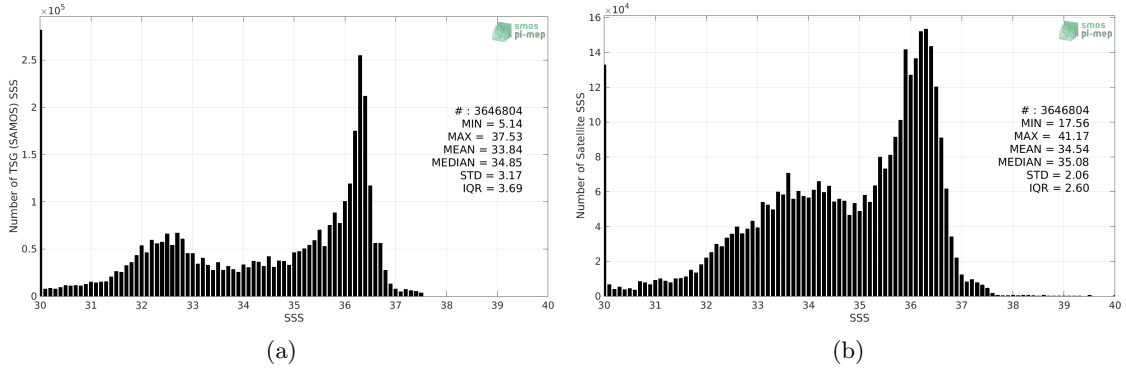 ×10⁵
smos
pi-mep
# : 3646804
MIN = 5.14
MAX = 37.53
MEAN = 33.84
MEDIAN = 34.85
STD = 3.17
IQR = 3.69
Number of TSG (SAMOS) SSS
2.5
2
1.5
1
0.5
0
30 31 32 33 34 35 36 37 38 39 40
SSS
(a)
×10⁴
smos
pi-mep
# : 3646804
MIN = 17.56
MAX = 41.17
MEAN = 34.54
MEDIAN = 35.08
STD = 2.06
IQR = 2.60
Number of Satellite SSS
16
14
12
10
8
6
4
2
0
30 31 32 33 34 35 36 37 38 39 40
SSS
(b)